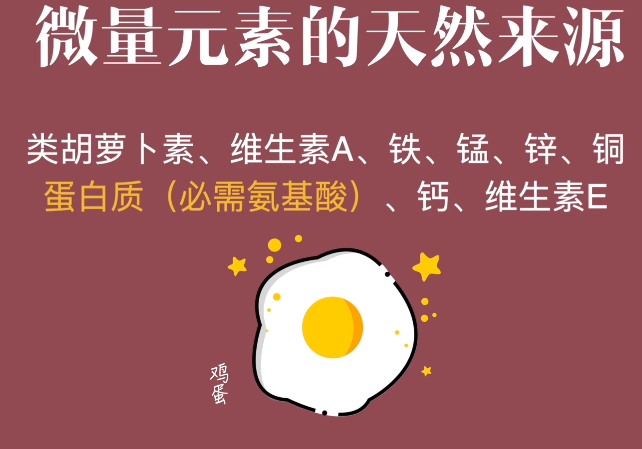 微量元素的天然来源
类胡萝卜素、维生素A、铁、锰、锌、铜
蛋白质（必需氨基酸）、钙、维生素E
鸡蛋